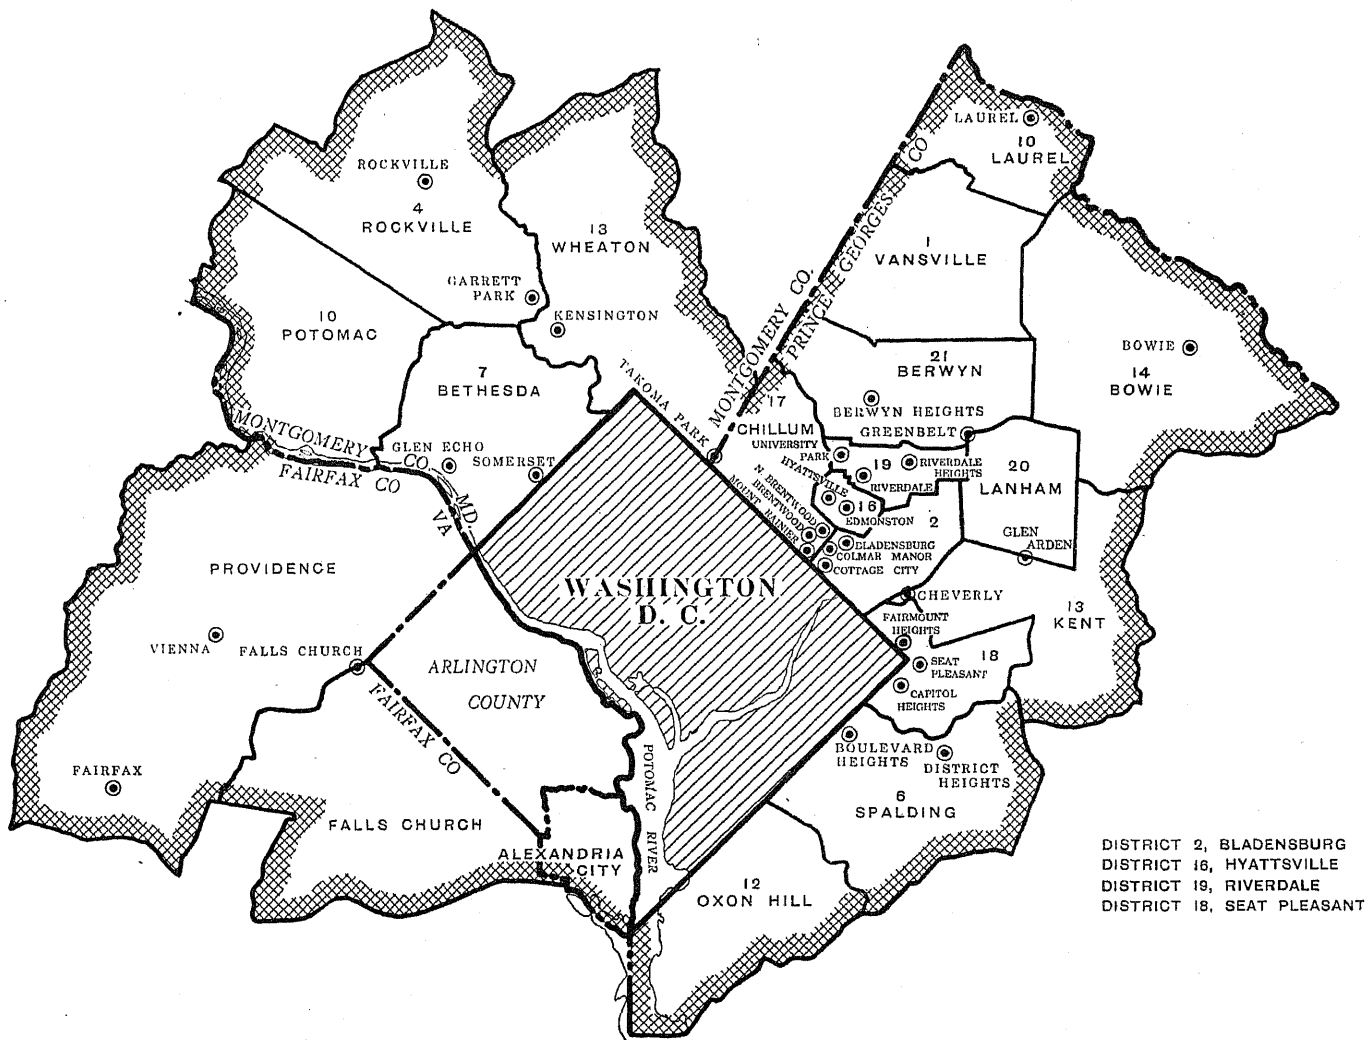 LAUREL
10
LAUREL
ROCKVILLE
4
ROCKVILLE
13
WHEATON
GARRETT
PARK
KENSINGTON
10
POTOMAC
7
BETHESDA
TAKOMA PARK
MONTGOMERY CO.
PRINCE GEORGES CO
1
VANSVILLE
21
BERWYN
BERWYN HEIGHTS
GREENBELT
BOWIE
14
BOWIE
17
CHILLUM
UNIVERSITY
PARK
HYATTSVILLE
19
RIVERDALE
HEIGHTS
RIVERDALE
20
LANHAM
N. BRENTWOOD
BRENTWOOD
MOUNT
RAINIER
16
EDMONSTON
2
BLADENSBURG
COLMAR MANOR
COTTAGE CITY
GLEN
ARDEN
MONTGOMERY CO
FAIRFAX CO
MD.
VA
GLEN ECHO
SOMERSET
PROVIDENCE
WASHINGTON
D. C.
CHEVERLY
FAIRMOUNT
HEIGHTS
13
KENT
VIENNA
FALLS CHURCH
ARLINGTON
COUNTY
18
SEAT
PLEASANT
CAPITOL
HEIGHTS
FAIRFAX CO
POTOMAC RIVER
BOULEVARD
HEIGHTS
DISTRICT
HEIGHTS
6
SPALDING
FAIRFAX
FALLS CHURCH
ALEXANDRIA
CITY
12
OXON HILL
DISTRICT 2, BLADENSBURG
DISTRICT 16, HYATTSVILLE
DISTRICT 19, RIVERDALE
DISTRICT 18, SEAT PLEASANT